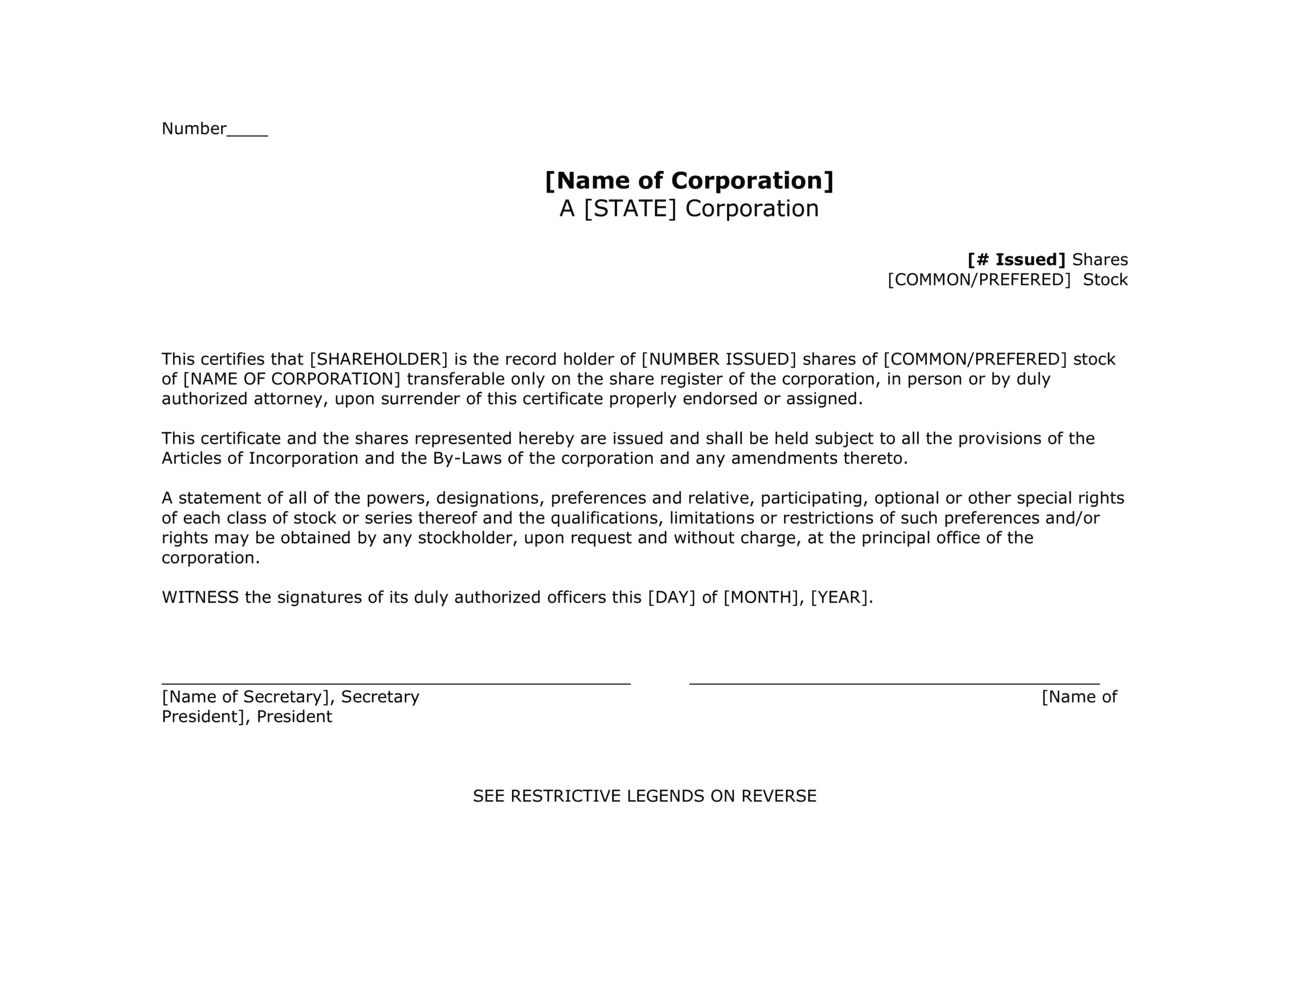 Number_____
[Name of Corporation]
A [STATE] Corporation
[# Issued] Shares
[COMMON/PREFERED]  Stock
This certifies that [SHAREHOLDER] is the record holder of [NUMBER ISSUED] shares of [COMMON/PREFERED] stock
of [NAME OF CORPORATION] transferable only on the share register of the corporation, in person or by duly
authorized attorney, upon surrender of this certificate properly endorsed or assigned.
This certificate and the shares represented hereby are issued and shall be held subject to all the provisions of the
Articles of Incorporation and the By-Laws of the corporation and any amendments thereto.
A statement of all of the powers, designations, preferences and relative, participating, optional or other special rights
of each class of stock or series thereof and the qualifications, limitations or restrictions of such preferences and/or
rights may be obtained by any stockholder, upon request and without charge, at the principal office of the
corporation.
WITNESS the signatures of its duly authorized officers this [DAY] of [MONTH], [YEAR].
[Name of Secretary], Secretary [Name of
President], President
SEE RESTRICTIVE LEGENDS ON REVERSE